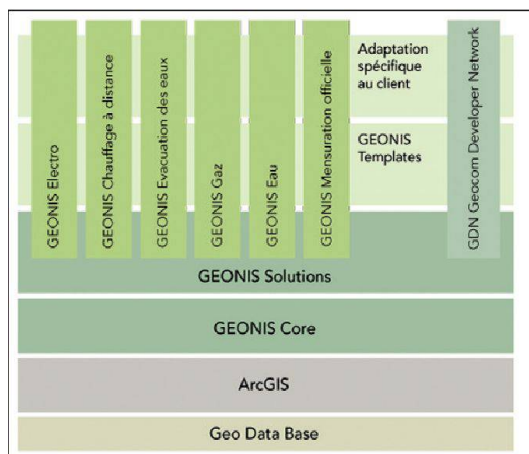 GEONIS Electro
GEONIS Chauffage à distance
GEONIS Evacuation des eaux
GEONIS Gaz
GEONIS Eau
GEONIS Mensuration officielle
Adaptation
spécifique
au client
GEONIS
Templates
GDN Geocom Developer Network
GEONIS Solutions
GEONIS Core
ArcGIS
Geo Data Base